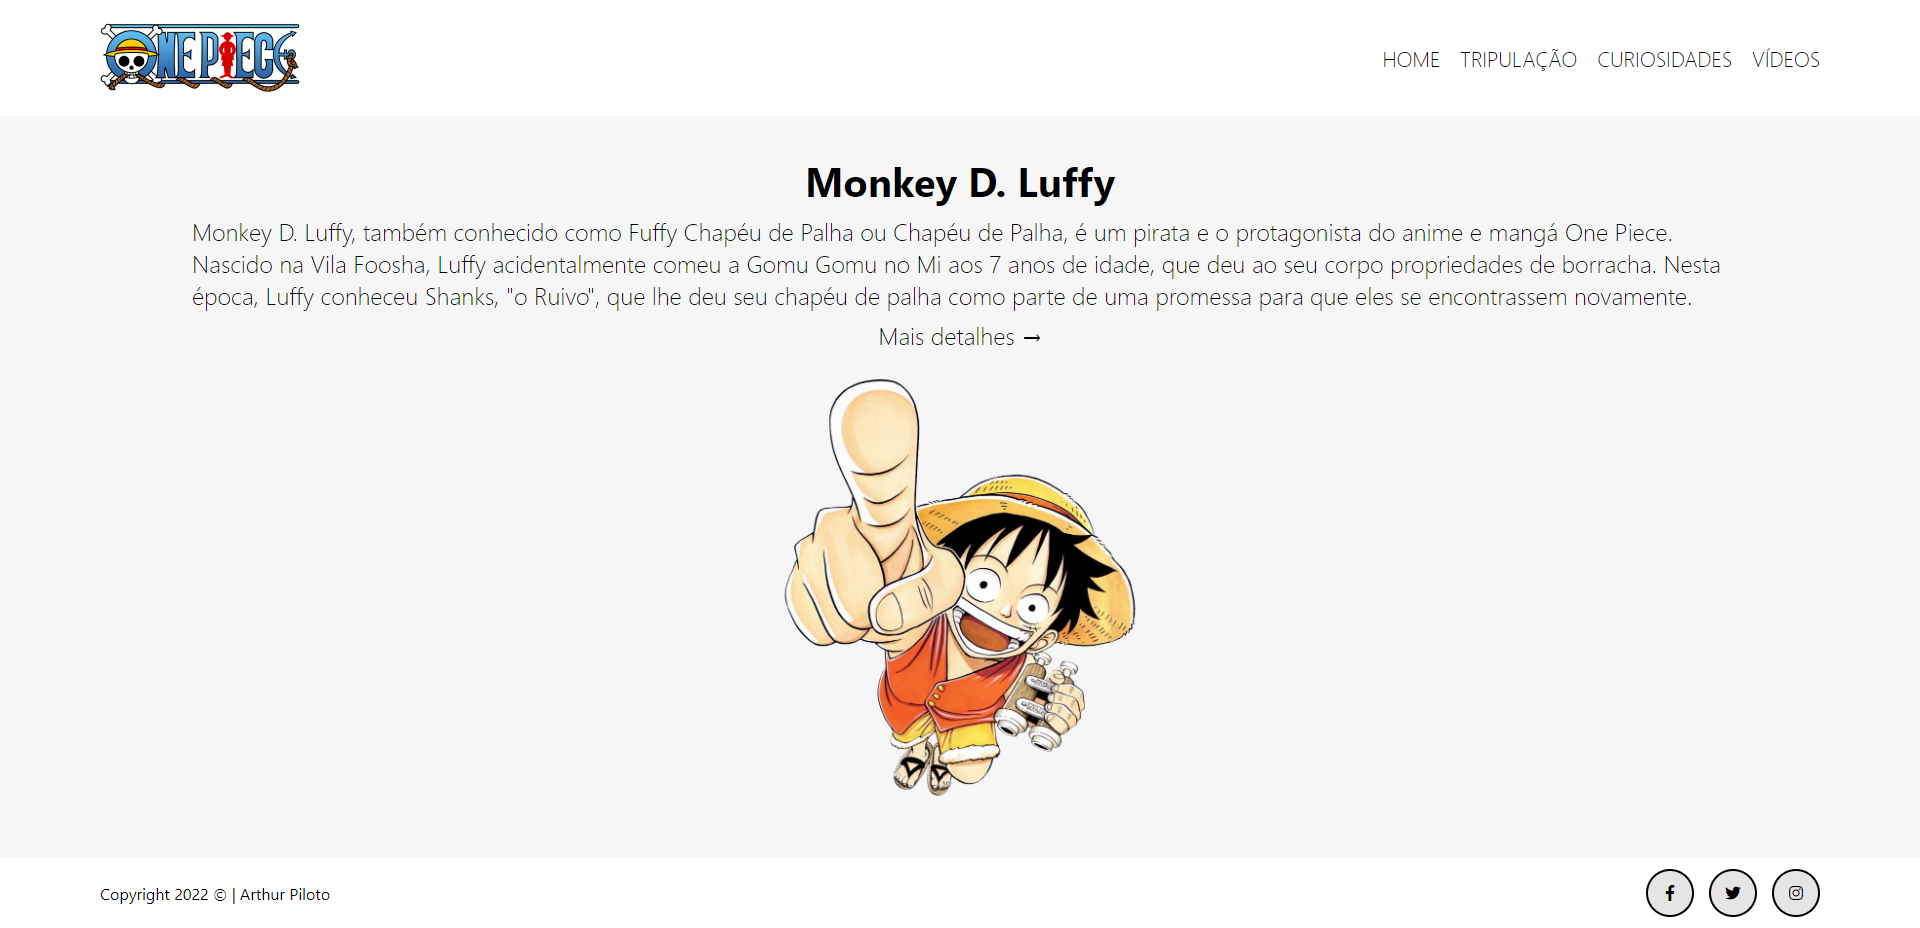 ONE PIECE
HOME TRIPULAÇÃO CURIOSIDADES VÍDEOS
Monkey D. Luffy
Monkey D. Luffy, também conhecido como Fuffy Chapéu de Palha ou Chapéu de Palha, é um pirata e o protagonista do anime e mangá One Piece.
Nascido na Vila Foosha, Luffy acidentalmente comeu a Gomu Gomu no Mi aos 7 anos de idade, que deu ao seu corpo propriedades de borracha. Nesta
época, Luffy conheceu Shanks, "o Ruivo", que lhe deu seu chapéu de palha como parte de uma promessa para que eles se encontrassem novamente.
Mais detalhes →
Copyright 2022 © | Arthur Piloto